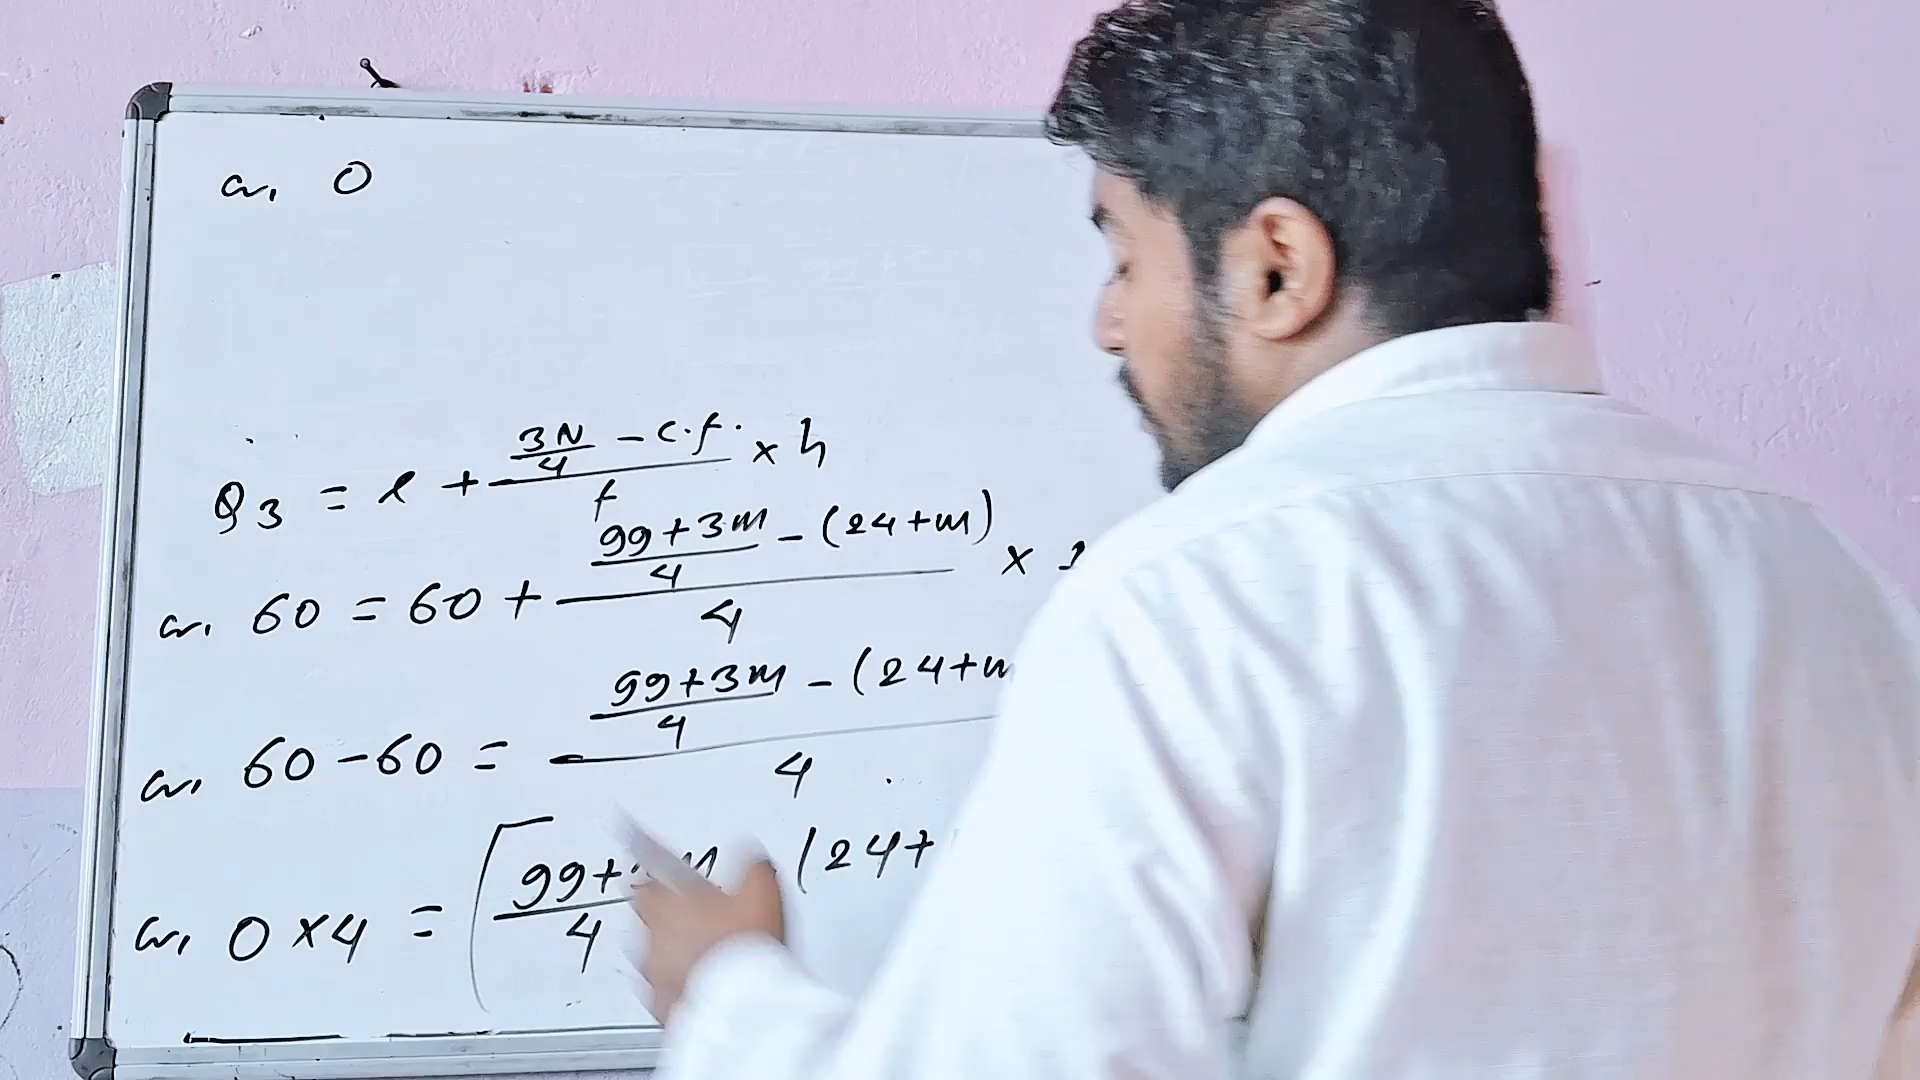 or, 0
Q3 = l + (3N/4 - c.f.)/f × h
or, 60 = 60 + ((99+3m)/4 - (24+m))/4 ×
or, 60-60 = ((99+3m)/4 - (24+m/4
or, 0×4 = [(99+ m)/4 (24+